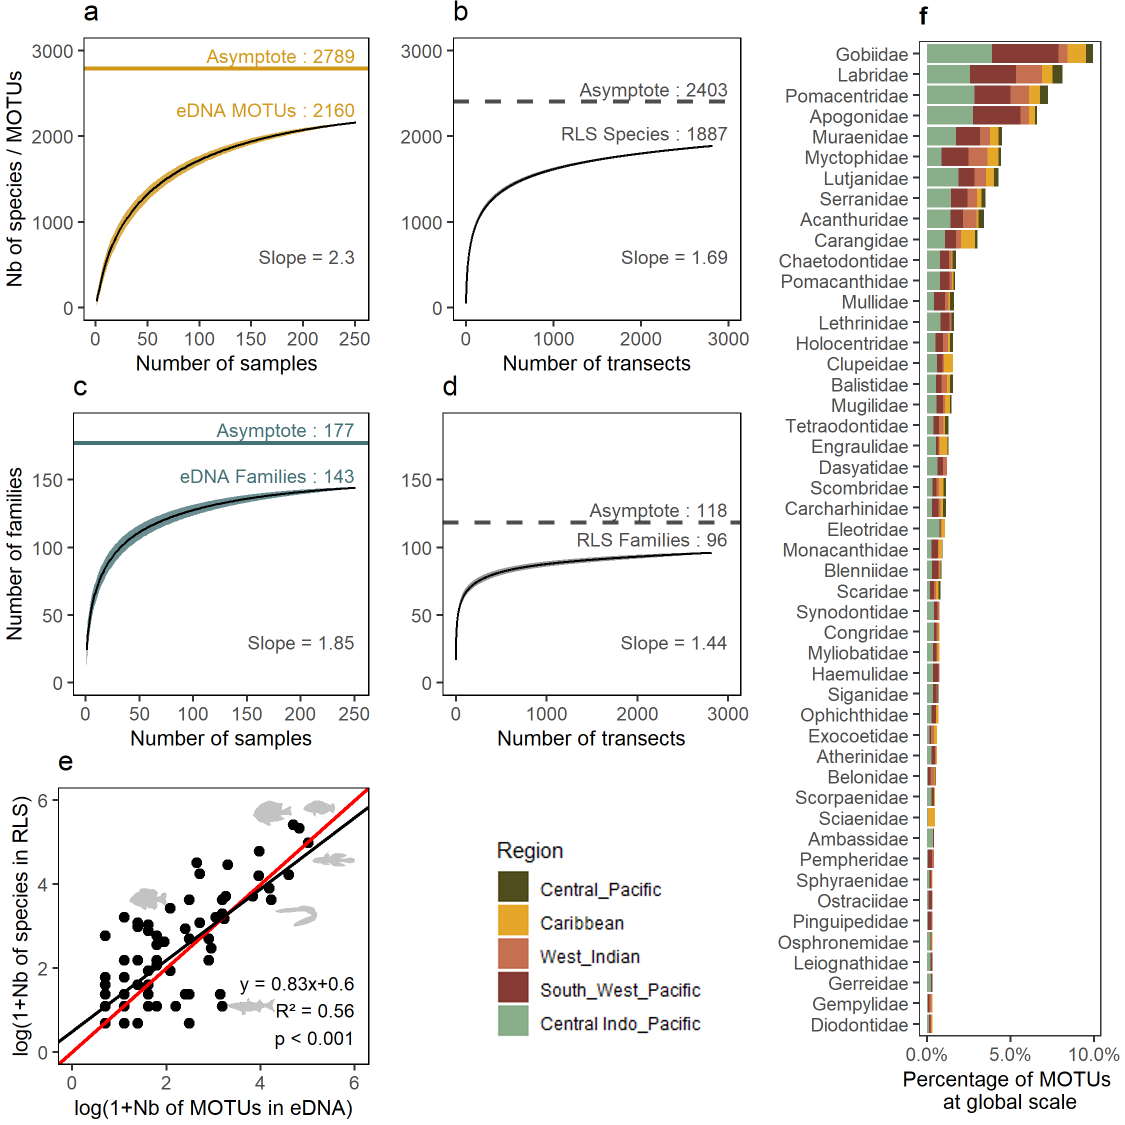 a
Nb of species / MOTUs
3000
2000
1000
0
Asymptote : 2789
eDNA MOTUs : 2160
Slope = 2.3
0 50 100 150 200 250
Number of samples
b
3000
2000
1000
0
Asymptote : 2403
RLS Species : 1887
Slope = 1.69
0 1000 2000 3000
Number of transects
c
Number of families
150
100
50
0
Asymptote : 177
eDNA Families : 143
Slope = 1.85
0 50 100 150 200 250
Number of samples
d
150
100
50
0
Asymptote : 118
RLS Families : 96
Slope = 1.44
0 1000 2000 3000
Number of transects
e
log(1+Nb of species in RLS)
6
4
2
0
y = 0.83x+0.6
R² = 0.56
p < 0.001
0 2 4 6
log(1+Nb of MOTUs in eDNA)
Region
Central_Pacific
Caribbean
West_Indian
South_West_Pacific
Central Indo_Pacific
f
Gobiidae
Labridae
Pomacentridae
Apogonidae
Muraenidae
Myctophidae
Lutjanidae
Serranidae
Acanthuridae
Carangidae
Chaetodontidae
Pomacanthidae
Mullidae
Lethrinidae
Holocentridae
Clupeidae
Balistidae
Mugilidae
Tetraodontidae
Engraulidae
Dasyatidae
Scombridae
Carcharhinidae
Eleotridae
Monacanthidae
Blenniidae
Scaridae
Synodontidae
Congridae
Myliobatidae
Haemulidae
Siganidae
Ophichthidae
Exocoetidae
Atherinidae
Belonidae
Scorpaenidae
Sciaenidae
Ambassidae
Pempheridae
Sphyraenidae
Ostraciidae
Pinguipedidae
Osphronemidae
Leiognathidae
Gerreidae
Gempylidae
Diodontidae
0.0% 5.0% 10.0%
Percentage of MOTUs
at global scale